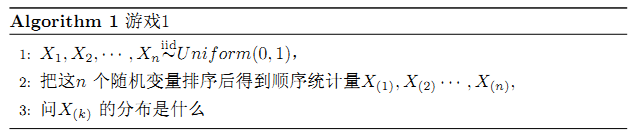 Algorithm 1 游戏1
1: X₁, X₂, ⋯ , Xₙ iid~ Uniform(0, 1),
2: 把这n 个随机变量排序后得到顺序统计量X₍₁₎, X₍₂₎ ⋯ , X₍ₙ₎,
3: 问X₍ₖ₎ 的分布是什么